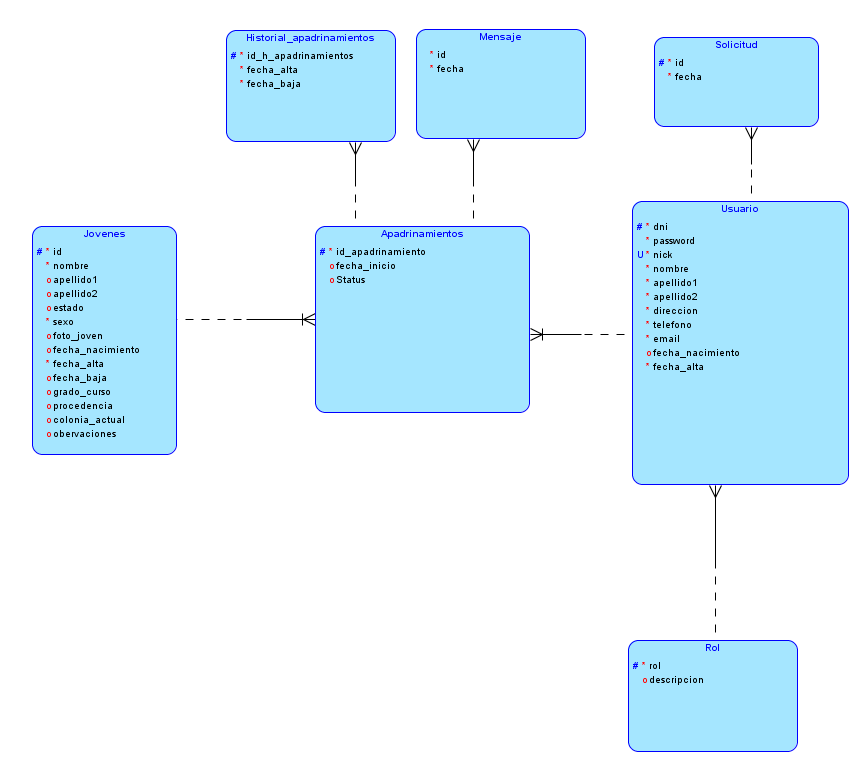 Historial_apadrinamientos
# * id_h_apadrinamientos
* fecha_alta
* fecha_baja
Mensaje
* id
* fecha
Solicitud
# * id
* fecha
Jovenes
# * id
* nombre
o apellido1
o apellido2
o estado
* sexo
o foto_joven
o fecha_nacimiento
* fecha_alta
o fecha_baja
o grado_curso
o procedencia
o colonia_actual
o obervaciones
Apadrinamientos
# * id_apadrinamiento
o fecha_inicio
o Status
Usuario
# * dni
* password
U * nick
* nombre
* apellido1
* apellido2
* direccion
* telefono
* email
o fecha_nacimiento
* fecha_alta
Rol
# * rol
o descripcion